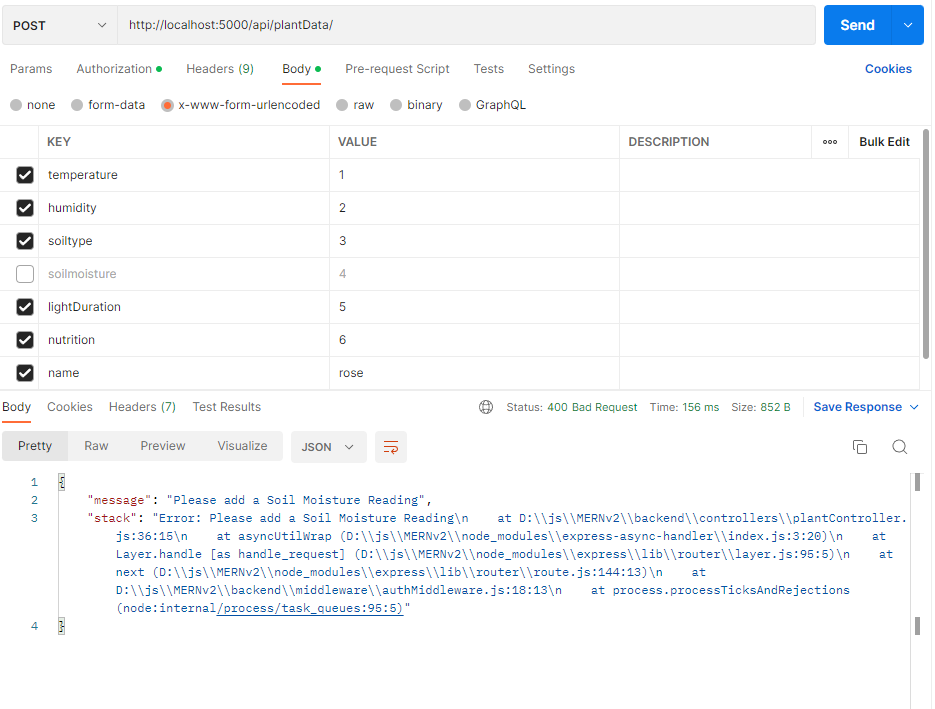 POST http://localhost:5000/api/plantData/ Send
Params Authorization Headers (9) Body Pre-request Script Tests Settings Cookies
none form-data x-www-form-urlencoded raw binary GraphQL
KEY VALUE DESCRIPTION ooo Bulk Edit
temperature 1
humidity 2
soiltype 3
soilmoisture 4
lightDuration 5
nutrition 6
name rose
Body Cookies Headers (7) Test Results Status: 400 Bad Request Time: 156 ms Size: 852 B Save Response
Pretty Raw Preview Visualize JSON
1 {
2 "message": "Please add a Soil Moisture Reading",
3 "stack": "Error: Please add a Soil Moisture Reading\n    at D:\\js\\MERNv2\\backend\\controllers\\plantController.
js:36:15\n    at asyncUtilWrap (D:\\js\\MERNv2\\node_modules\\express-async-handler\\index.js:3:20)\n    at
Layer.handle [as handle_request] (D:\\js\\MERNv2\\node_modules\\express\\lib\\router\\layer.js:95:5)\n    at
next (D:\\js\\MERNv2\\node_modules\\express\\lib\\router\\route.js:144:13)\n    at
D:\\js\\MERNv2\\backend\\middleware\\authMiddleware.js:18:13\n    at process.processTicksAndRejections
(node:internal/process/task_queues:95:5)"
4 }